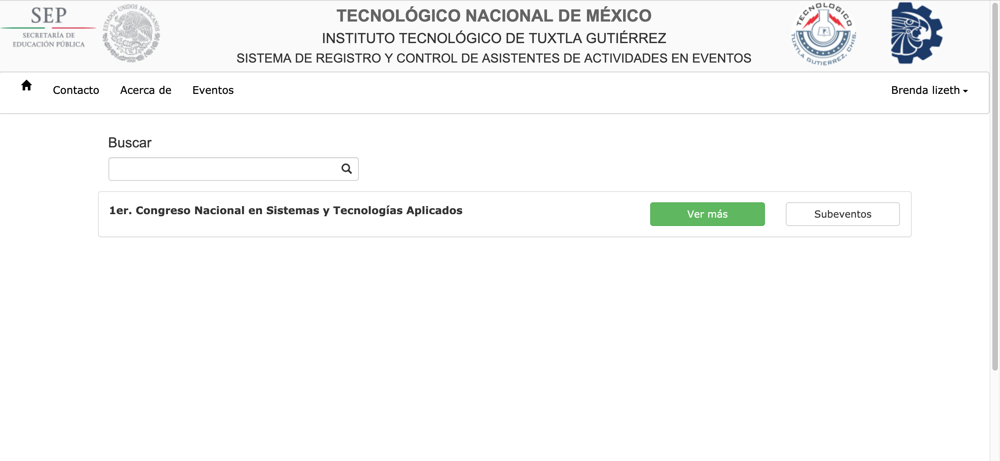 SEP
SECRETARÍA DE
EDUCACIÓN PÚBLICA
ESTADOS UNIDOS MEXICANOS
TECNOLÓGICO NACIONAL DE MÉXICO
INSTITUTO TECNOLÓGICO DE TUXTLA GUTIÉRREZ
SISTEMA DE REGISTRO Y CONTROL DE ASISTENTES DE ACTIVIDADES EN EVENTOS
TECNOLOGICO
TUXTLA GUTIERREZ, CHIS.
Contacto
Acerca de
Eventos
Brenda lizeth
Buscar
1er. Congreso Nacional en Sistemas y Tecnologías Aplicados
Ver más
Subeventos